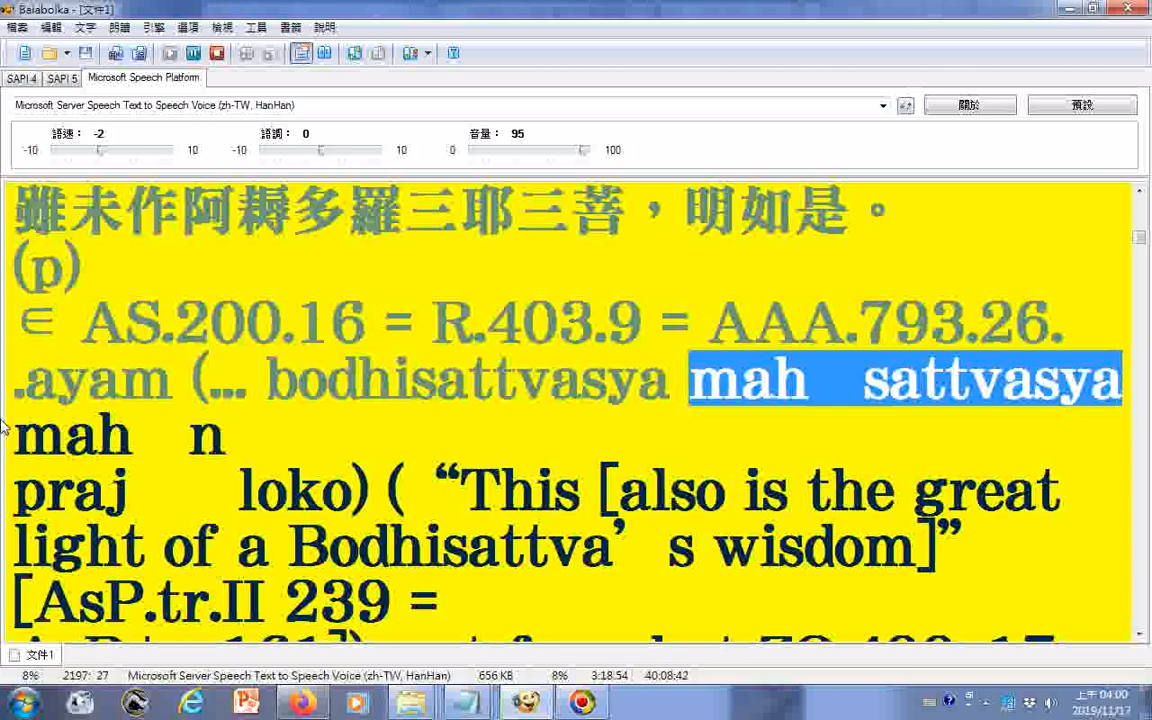 Balabolka - [文件1]
檔案 編輯 文字 朗讀 引擎 選項 檢視 工具 書籤 說明
SAPI 4 SAPI 5 Microsoft Speech Platform
Microsoft Server Speech Text to Speech Voice (zh-TW, HanHan) 關於 預設
語速： -2 語調： 0 音量： 95
-10 10 -10 10 0 100
雖未作阿耨多羅三耶三菩，明如是。
(p)
∈ AS.200.16 = R.403.9 = AAA.793.26.
.ayam (... bodhisattvasya mah sattvasya
mah n
praj loko) ( “This [also is the great
light of a Bodhisattva’ s wisdom]”
[AsP.tr.II 239 =
文件1
8% 2197: 27 Microsoft Server Speech Text to Speech Voice (zh-TW, HanHan) 656 KB 8% 3:18:54 40:08:42
上午 04:00
2019/11/17